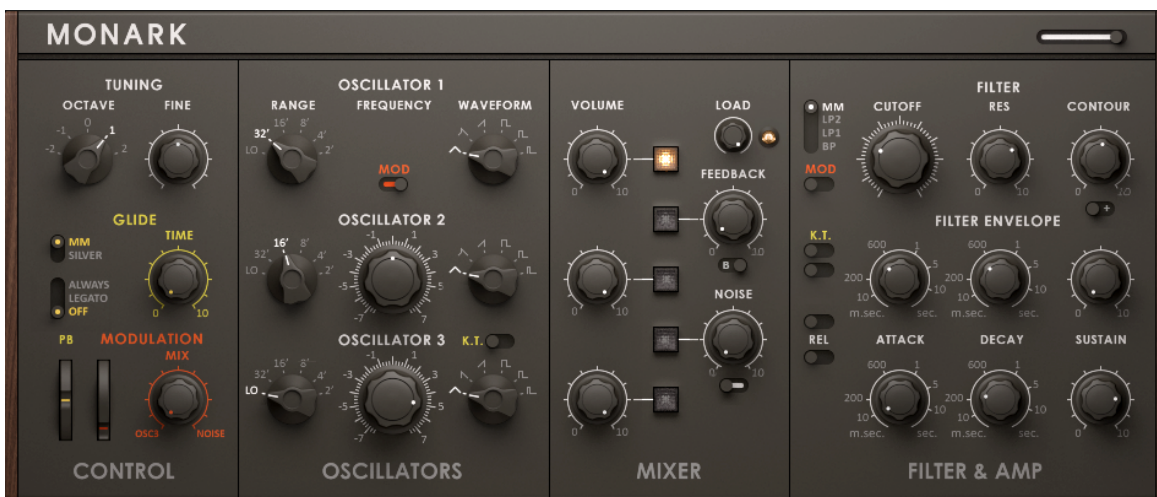 MONARK
TUNING
OCTAVE FINE
-2 -1 0 1 2
GLIDE
MM
SILVER
TIME
ALWAYS
LEGATO
OFF
0 10
PB
MODULATION
MIX
OSC3 NOISE
CONTROL
OSCILLATOR 1
RANGE FREQUENCY WAVEFORM
LO 32' 16' 8' 4' 2'
MOD
OSCILLATOR 2
LO 32' 16' 8' 4' 2'
-7 -5 -3 -1 1 3 5 7
OSCILLATOR 3
K.T.
LO 32' 16' 8' 4' 2'
-7 -5 -3 -1 1 3 5 7
OSCILLATORS
VOLUME
0 10
LOAD
FEEDBACK
0 10
B
0 10
NOISE
0 10
0 10
MIXER
FILTER
MM
LP2
LP1
BP
MOD
CUTOFF RES CONTOUR
0 10
0 10
+
FILTER ENVELOPE
K.T.
m.sec. 10 200 600 1 5 10 sec.
m.sec. 10 200 600 1 5 10 sec.
0 10
REL
ATTACK DECAY SUSTAIN
m.sec. 10 200 600 1 5 10 sec.
m.sec. 10 200 600 1 5 10 sec.
0 10
FILTER & AMP